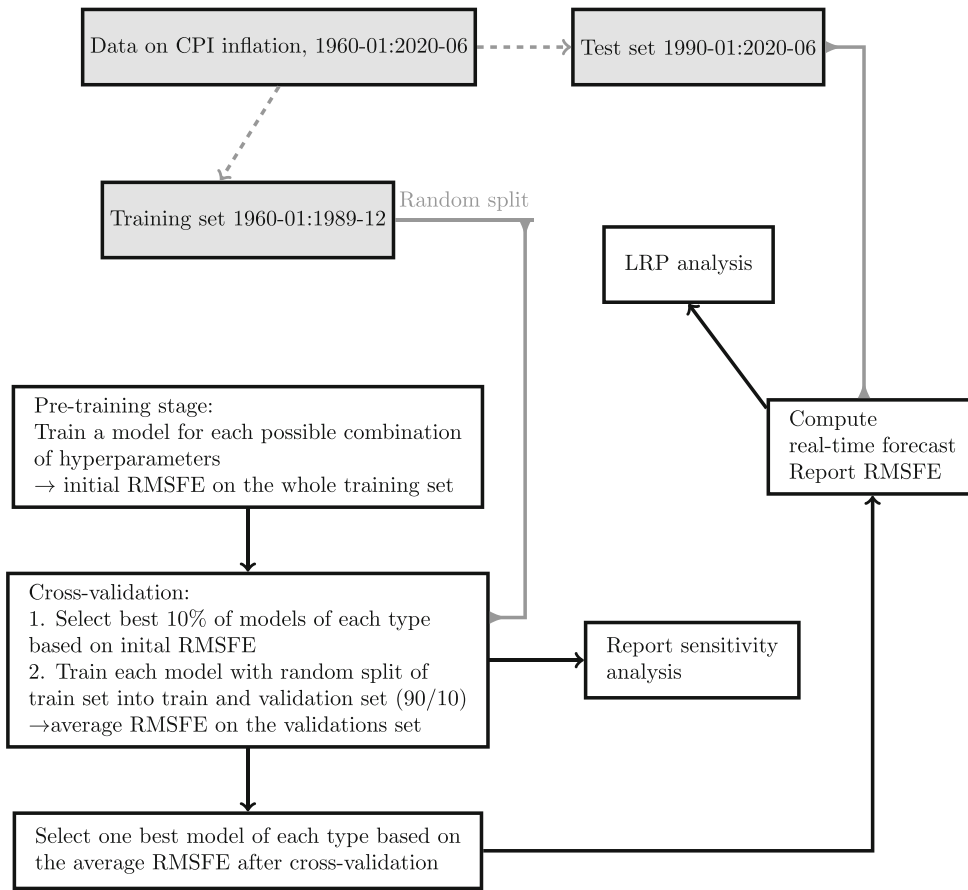 Data on CPI inflation, 1960-01:2020-06
Test set 1990-01:2020-06
Training set 1960-01:1989-12
Random split
LRP analysis
Pre-training stage:
Train a model for each possible combination
of hyperparameters
→ initial RMSFE on the whole training set
Compute
real-time forecast
Report RMSFE
Cross-validation:
1. Select best 10% of models of each type
based on inital RMSFE
2. Train each model with random split of
train set into train and validation set (90/10)
→average RMSFE on the validations set
Report sensitivity
analysis
Select one best model of each type based on
the average RMSFE after cross-validation